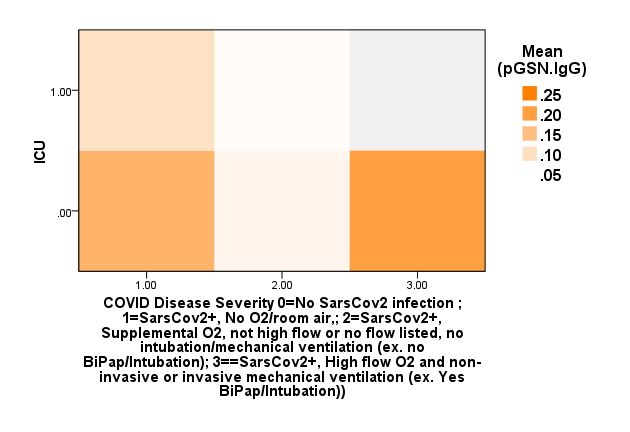 Mean
(pGSN.IgG)
.25
.20
.15
.10
.05
ICU
1.00
.00
1.00 2.00 3.00
COVID Disease Severity 0=No SarsCov2 infection ;
1=SarsCov2+, No O2/room air,; 2=SarsCov2+,
Supplemental O2, not high flow or no flow listed, no
intubation/mechanical ventilation (ex. no
BiPap/Intubation); 3==SarsCov2+, High flow O2 and non-
invasive or invasive mechanical ventilation (ex. Yes
BiPap/Intubation))